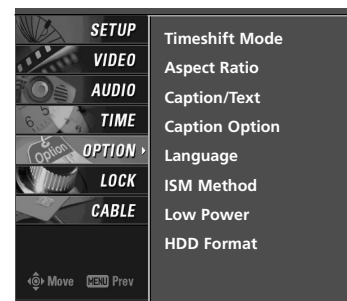 SETUP
VIDEO
AUDIO
TIME
OPTION
LOCK
CABLE
Move MENU Prev
Timeshift Mode
Aspect Ratio
Caption/Text
Caption Option
Language
ISM Method
Low Power
HDD Format